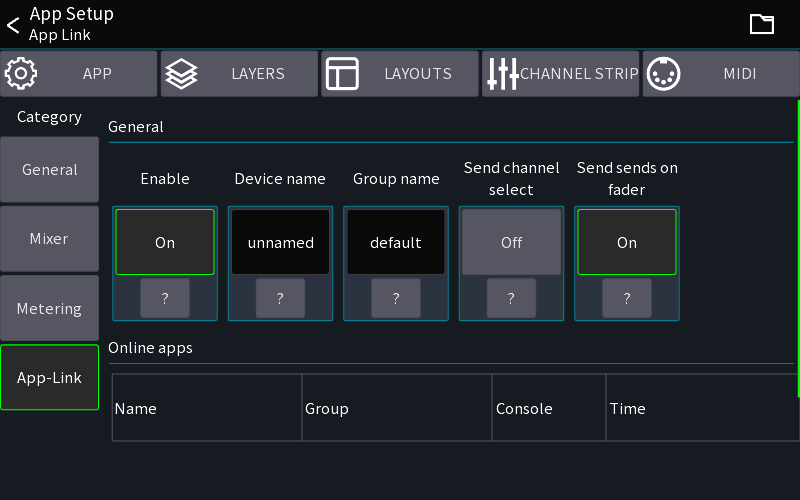 App Setup
App Link
APP
LAYERS
LAYOUTS
CHANNEL STRIP
MIDI
Category
General
Mixer
Metering
App-Link
General
Enable
Device name
Group name
Send channel
select
Send sends on
fader
On
unnamed
default
Off
On
?
?
?
?
?
Online apps
Name
Group
Console
Time